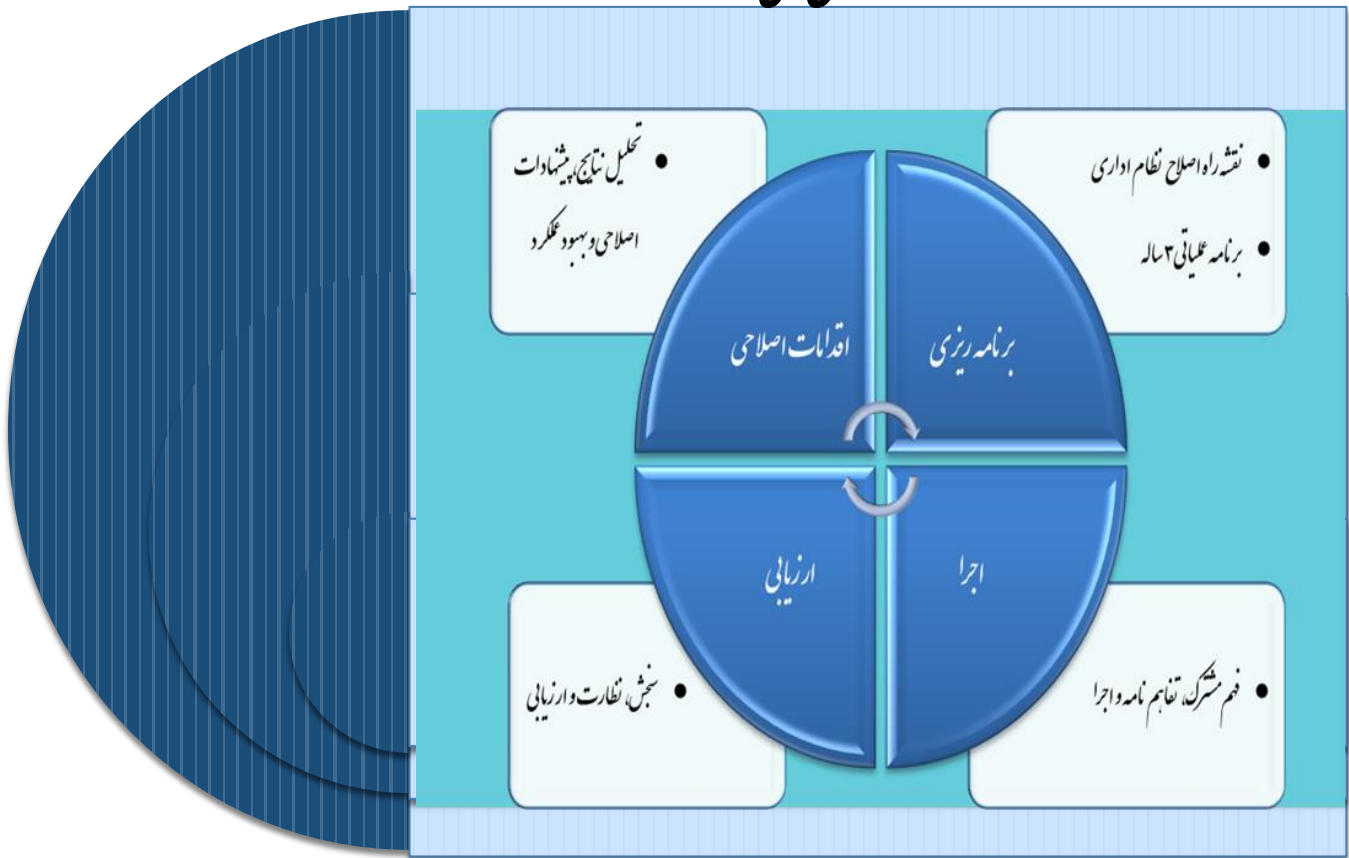 نقشه راه اصلاح نظام اداری
برنامه عملیاتی ۳ ساله
تحلیل نتایج، پیشنهادات
اصلاحی و بهبود عملکرد
برنامه ریزی
اقدامات اصلاحی
اجرا
ارزیابی
فهم مشترک، تفاهم نامه و اجرا
سنجش، نظارت و ارزیابی